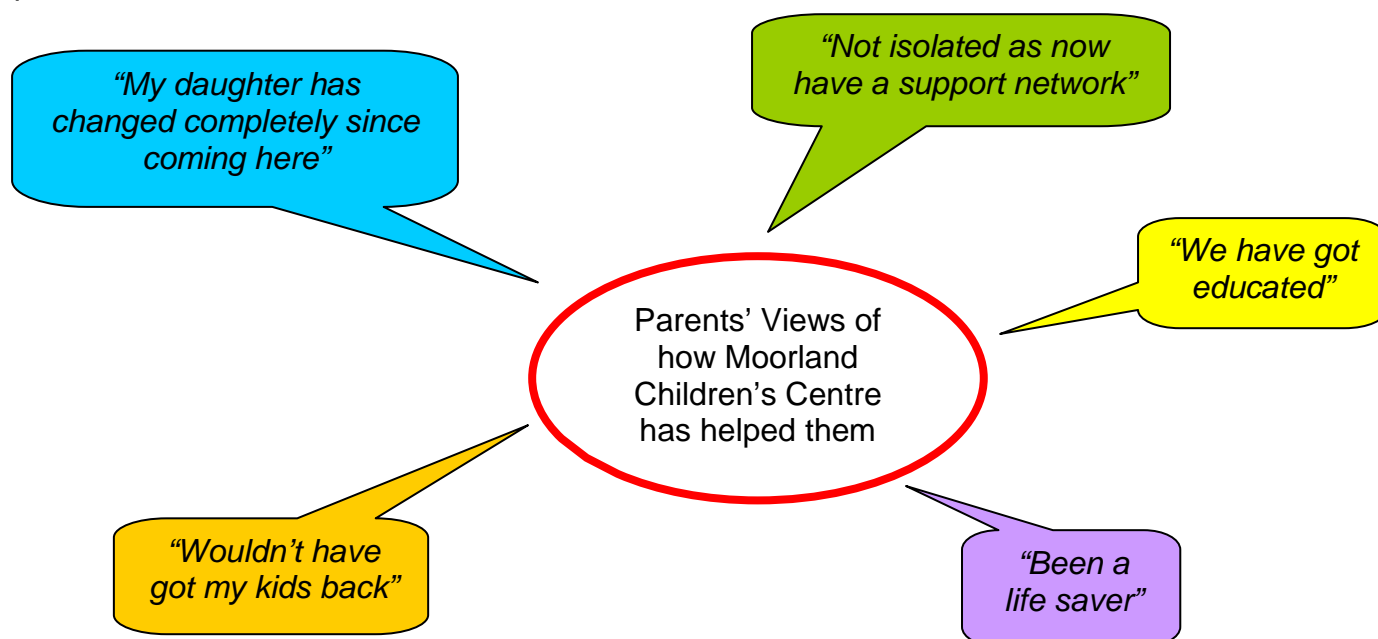 “My daughter has
changed completely since
coming here”
“Not isolated as now
have a support network”
“We have got
educated”
Parents’ Views of
how Moorland
Children’s Centre
has helped them
“Wouldn’t have
got my kids back”
“Been a
life saver”